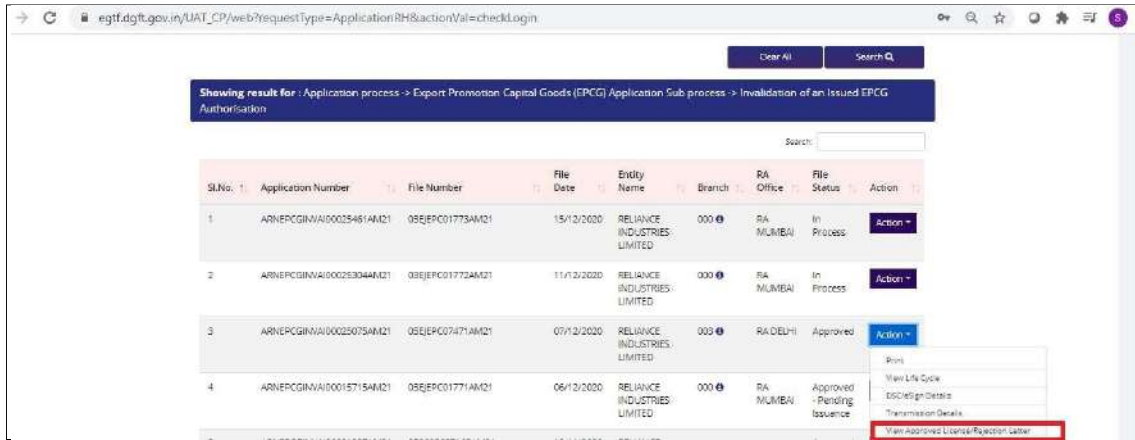 egtf.dgft.gov.in/UAT_CP/web?requestType=ApplicationRH&actionVal=checkLogin
S
Clear All
Search
Showing result for : Application process -> Export Promotion Capital Goods (EPCG) Application Sub process -> Invalidation of an Issued EPCG
Authorisation
Search:
Sl.No. Application Number File Number File Date Entity Name Branch RA Office File Status Action
1 ARNEPCGINVAI00025461AM21 03EJEPC01773AM21 15/12/2020 RELIANCE INDUSTRIES LIMITED 000 RA MUMBAI In Process Action
2 ARNEPCGINVAI00025304AM21 03EJEPC01772AM21 11/12/2020 RELIANCE INDUSTRIES LIMITED 000 RA MUMBAI In Process Action
3 ARNEPCGINVAI00025075AM21 05EJEPC07471AM21 07/12/2020 RELIANCE INDUSTRIES LIMITED 003 RA DELHI Approved Action
Print
View Life Cycle
DSC/eSign Details
Transmission Details
View Approved License/Rejection Letter
4 ARNEPCGINVAI00015715AM21 03EJEPC01771AM21 06/12/2020 RELIANCE INDUSTRIES LIMITED 000 RA MUMBAI Approved - Pending Issuance